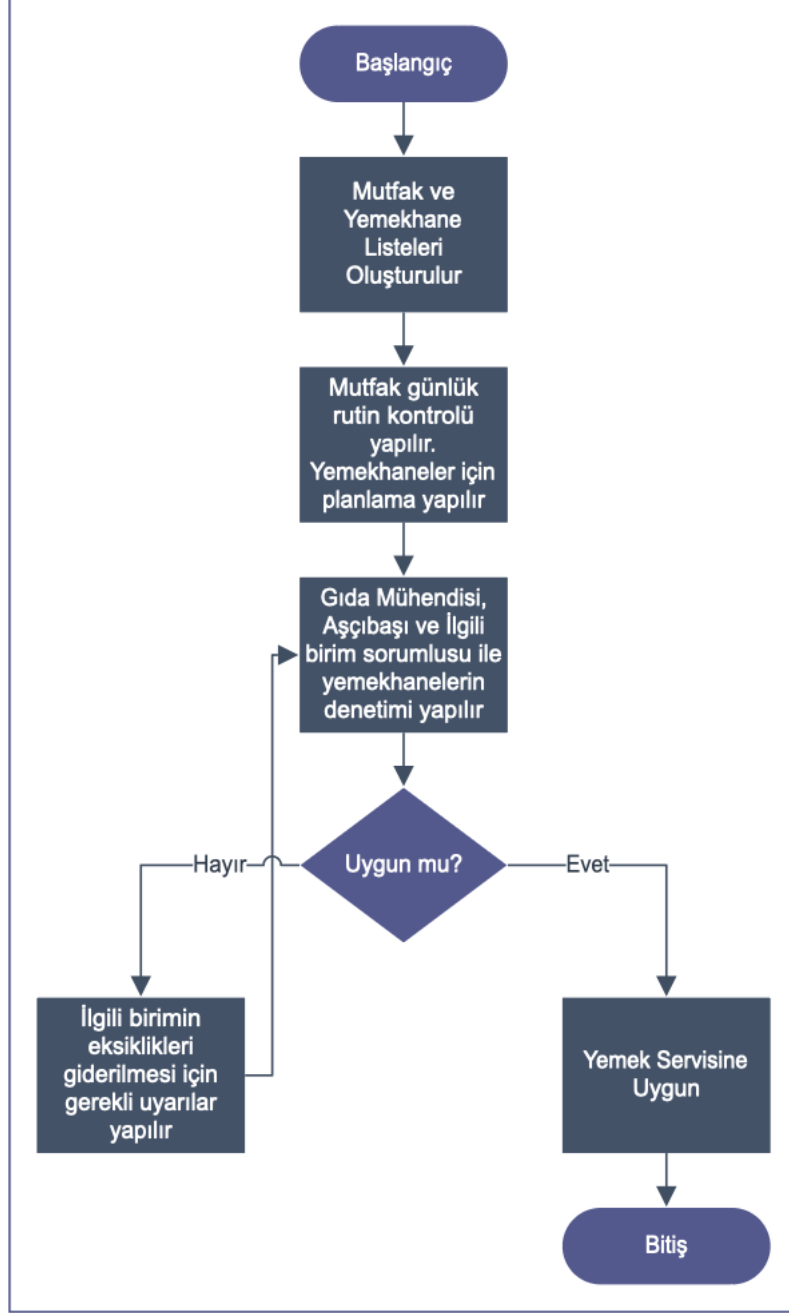 Başlangıç
Mutfak ve
Yemekhane
Listeleri
Oluşturulur
Mutfak günlük
rutin kontrolü
yapılır.
Yemekhaneler için
planlama yapılır
Gıda Mühendisi,
Aşçıbaşı ve İlgili
birim sorumlusu ile
yemekhanelerin
denetimi yapılır
Uygun mu?
Hayır
Evet
İlgili birimin
eksiklikleri
giderilmesi için
gerekli uyarılar
yapılır
Yemek Servisine
Uygun
Bitiş